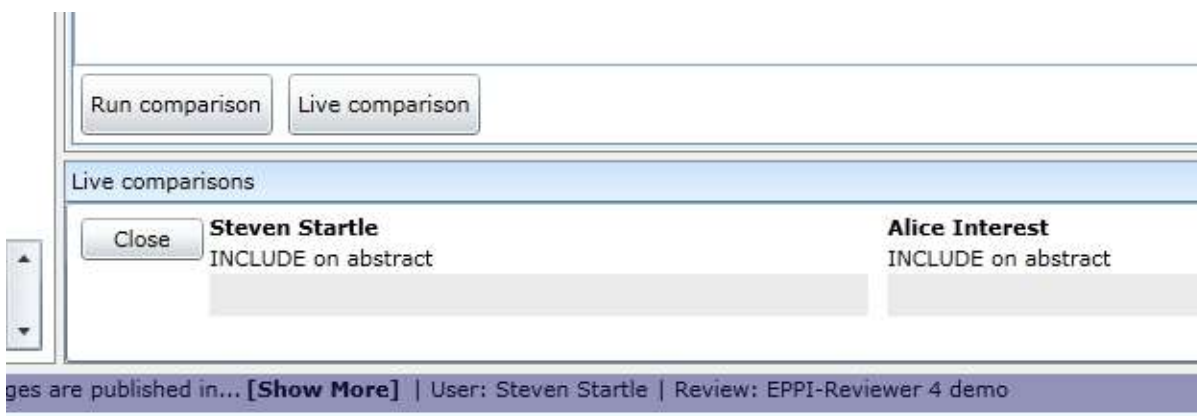 Run comparison Live comparison
Live comparisons
Close Steven Startle Alice Interest
INCLUDE on abstract INCLUDE on abstract
ges are published in... [Show More] | User: Steven Startle | Review: EPPI-Reviewer 4 demo